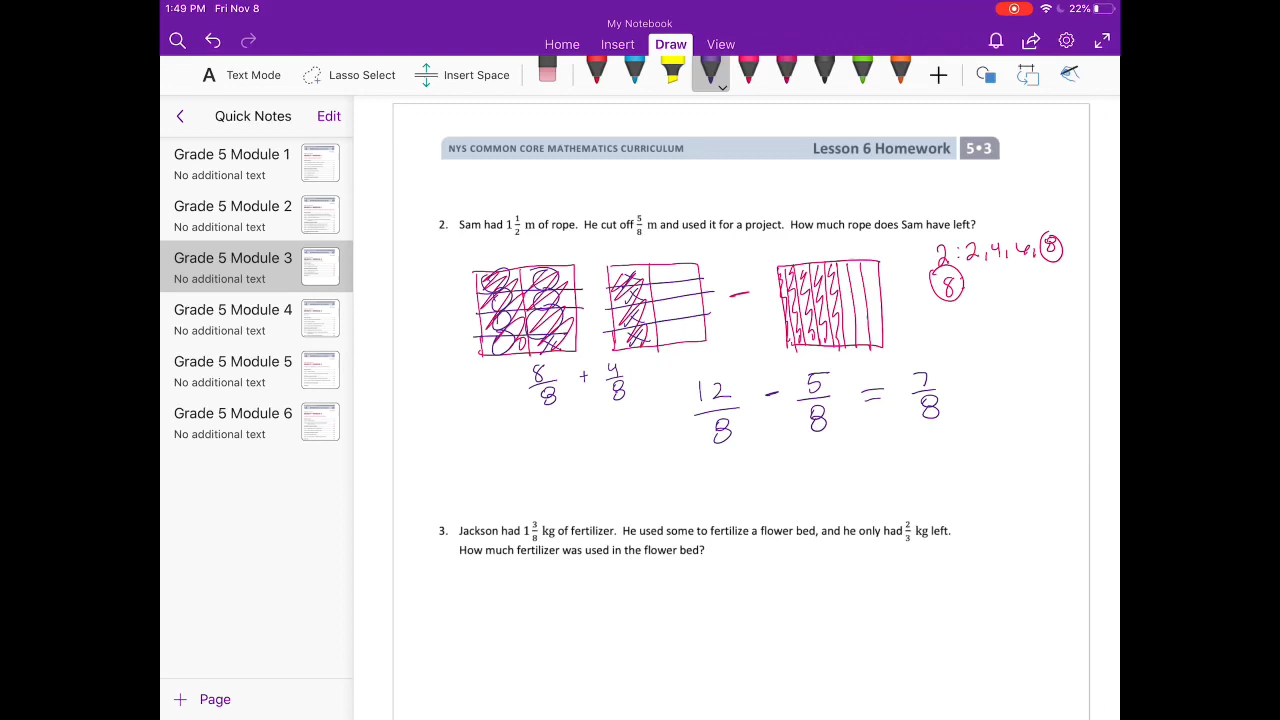 1:49 PM Fri Nov 8
22%
My Notebook
Home Insert Draw View
Text Mode Lasso Select Insert Space
Quick Notes Edit
Grade 5 Module 1
No additional text
Grade 5 Module 2
No additional text
Grade 5 Module 3
No additional text
Grade 5 Module 4
No additional text
Grade 5 Module 5
No additional text
Grade 5 Module 6
No additional text
+ Page
NYS COMMON CORE MATHEMATICS CURRICULUM Lesson 6 Homework 5•3
2. Sam had 1 1/2 m of rope. He cut off 5/8 m and used it for a project. How much rope does Sam have left?
2: 2, 4, 6, 8
8
−
8/8 + 4/8
12/8 - 5/8 = 7/8
3. Jackson had 1 3/8 kg of fertilizer. He used some to fertilize a flower bed, and he only had 2/3 kg left.
How much fertilizer was used in the flower bed?